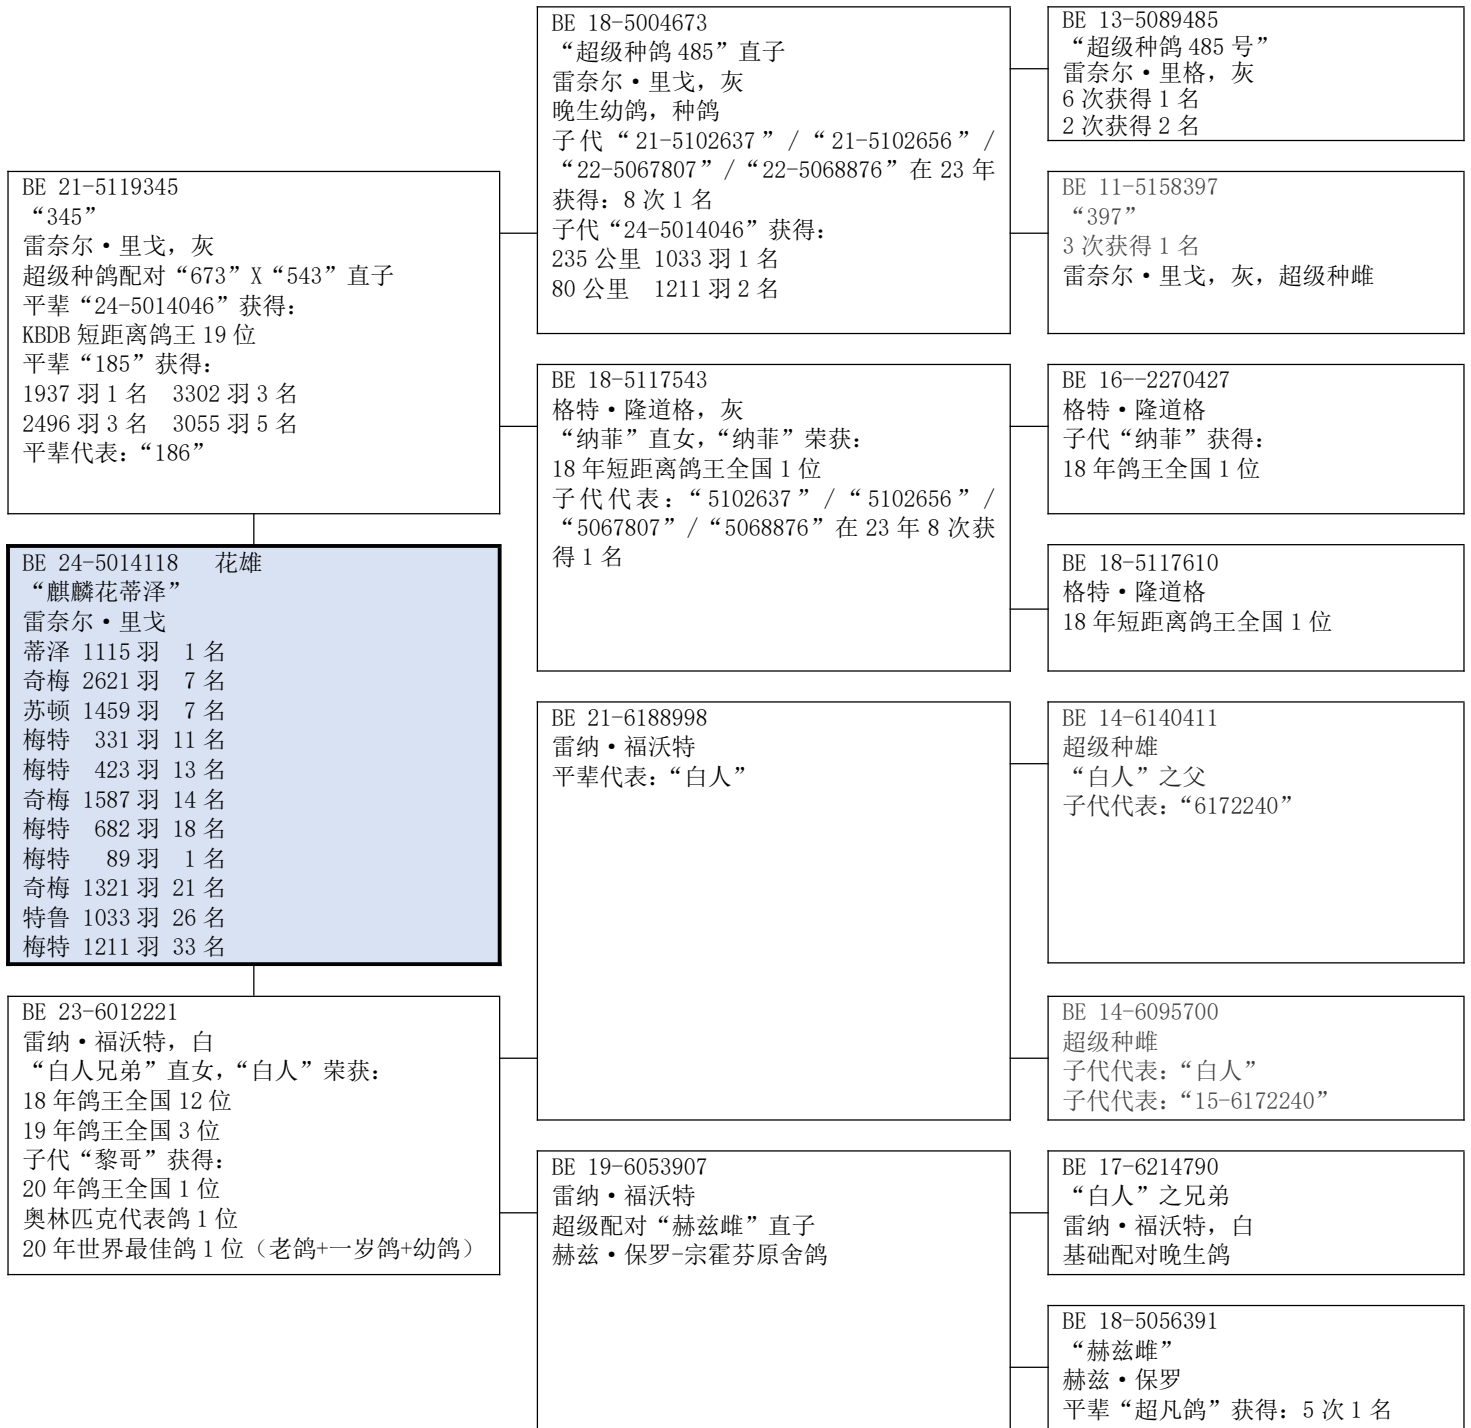 BE 21-5119345
“345”
雷奈尔·里戈，灰
超级种鸽配对“673”X“543”直子
平辈“24-5014046”获得：
KBDB 短距离鸽王 19 位
平辈“185”获得：
1937 羽 1 名 3302 羽 3 名
2496 羽 3 名 3055 羽 5 名
平辈代表：“186”
BE 24-5014118 花雄
“麒麟花蒂泽”
雷奈尔·里戈
蒂泽 1115 羽 1 名
奇梅 2621 羽 7 名
苏顿 1459 羽 7 名
梅特 331 羽 11 名
梅特 423 羽 13 名
奇梅 1587 羽 14 名
梅特 682 羽 18 名
梅特 89 羽 1 名
奇梅 1321 羽 21 名
特鲁 1033 羽 26 名
梅特 1211 羽 33 名
BE 23-6012221
雷纳·福沃特，白
“白人兄弟”直女，“白人”荣获：
18 年鸽王全国 12 位
19 年鸽王全国 3 位
子代“黎哥”获得：
20 年鸽王全国 1 位
奥林匹克代表鸽 1 位
20 年世界最佳鸽 1 位（老鸽+一岁鸽+幼鸽）
BE 18-5004673
“超级种鸽 485”直子
雷奈尔·里戈，灰
晚生幼鸽，种鸽
子代“21-5102637”/“21-5102656”/
“22-5067807”/“22-5068876”在 23 年
获得：8 次 1 名
子代“24-5014046”获得：
235 公里 1033 羽 1 名
80 公里 1211 羽 2 名
BE 18-5117543
格特·隆道格，灰
“纳菲”直女，“纳菲”荣获：
18 年短距离鸽王全国 1 位
子代代表：“5102637”/“5102656”/
“5067807”/“5068876”在 23 年 8 次获
得 1 名
BE 21-6188998
雷纳·福沃特
平辈代表：“白人”
BE 19-6053907
雷纳·福沃特
超级配对“赫兹雌”直子
赫兹·保罗-宗霍芬原舍鸽
BE 13-5089485
“超级种鸽 485 号”
雷奈尔·里格，灰
6 次获得 1 名
2 次获得 2 名
BE 11-5158397
“397”
3 次获得 1 名
雷奈尔·里戈，灰，超级种雌
BE 16--2270427
格特·隆道格
子代“纳菲”获得：
18 年鸽王全国 1 位
BE 18-5117610
格特·隆道格
18 年短距离鸽王全国 1 位
BE 14-6140411
超级种雄
“白人”之父
子代代表：“6172240”
BE 14-6095700
超级种雌
子代代表：“白人”
子代代表：“15-6172240”
BE 17-6214790
“白人”之兄弟
雷纳·福沃特，白
基础配对晚生鸽
BE 18-5056391
“赫兹雌”
赫兹·保罗
平辈“超凡鸽”获得：5 次 1 名